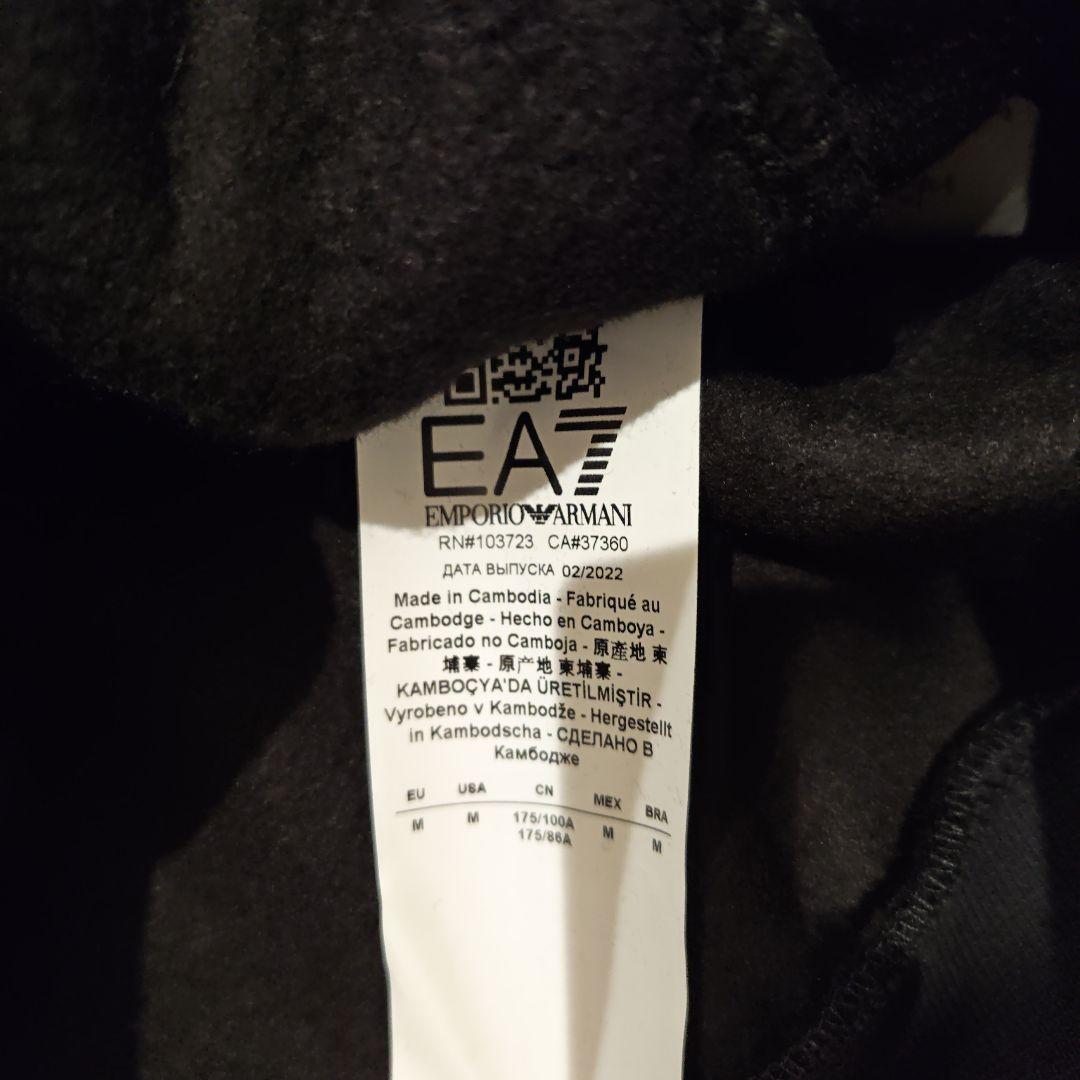 EA7
EMPORIO ARMANI
RN#103723 CA#37360
ДАТА ВЫПУСКА 02/2022
Made in Cambodia - Fabriqué au
Cambodge - Hecho en Camboya -
Fabricado no Camboja - 原產地 柬
埔寨 - 原产地 柬埔寨 -
KAMBOÇYA'DA ÜRETİLMİŞTİR -
Vyrobeno v Kambodže - Hergestellt
in Kambodscha - СДЕЛАНО В
Камбодже
EU USA CN MEX BRA
M M 175/100A M M
175/86A